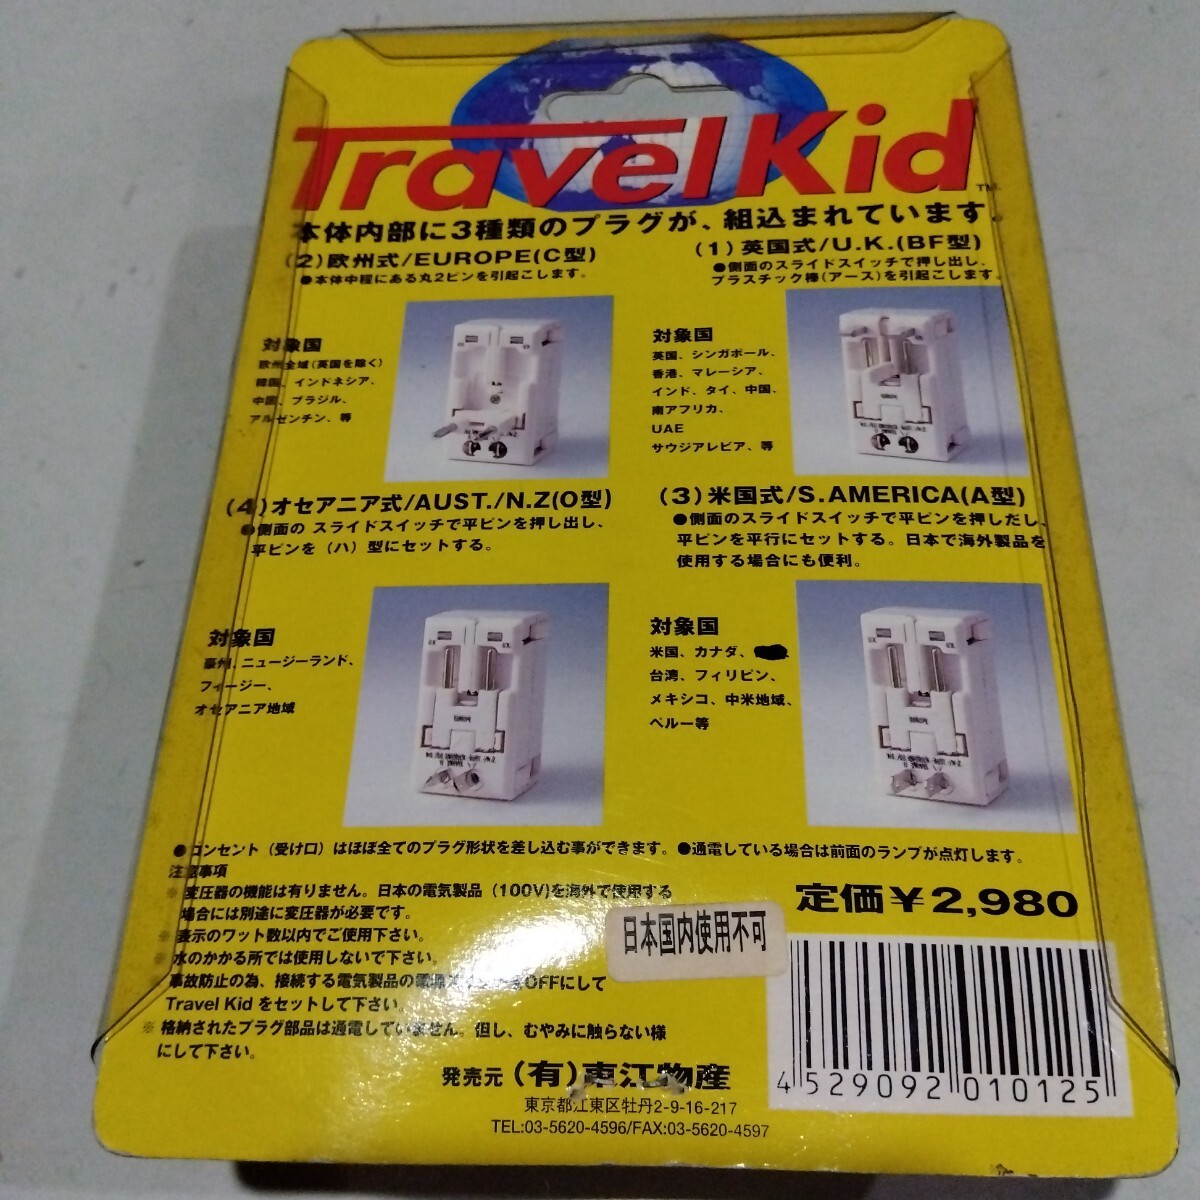 TravelKid™
本体内部に3種類のプラグが、組込まれています。
(2)欧州式/EUROPE(C型)
●本体中程にある丸2ピンを引起こします。
対象国
欧州全域(英国を除く)
韓国、インドネシア、
中国、ブラジル、
アルゼンチン、等
(1)英国式/U.K.(BF型)
●側面のスライドスイッチで押し出し、
プラスチック棒(アース)を引起こします。
対象国
英国、シンガポール、
香港、マレーシア、
インド、タイ、中国、
南アフリカ、
UAE
サウジアレビア、等
(4)オセアニア式/AUST./N.Z(O型)
●側面の スライドスイッチで平ピンを押し出し、
平ピンを(ハ)型にセットする。
対象国
豪州、ニュージーランド、
フィージー、
オセアニア地域
(3)米国式/S.AMERICA(A型)
●側面のスライドスイッチで平ピンを押しだし、
平ピンを平行にセットする。日本で海外製品を
使用する場合にも便利。
対象国
米国、カナダ、
台湾、フィリピン、
メキシコ、中米地域、
ペルー等
●コンセント(受け口)はほぼ全てのプラグ形状を差し込む事ができます。●通電している場合は前面のランプが点灯します。
注意事項
※ 変圧器の機能は有りません。日本の電気製品(100V)を海外で使用する
場合には別途に変圧器が必要です。
※ 表示のワット数以内でご使用下さい。
※ 水のかかる所では使用しないで下さい。
事故防止の為、接続する電気製品の電源 OFFにして
Travel Kid をセットして下さい。
※ 格納されたプラグ部品は通電していません。但し、むやみに触らない様
にして下さい。
定価¥2,980
日本国内使用不可
発売元 (有)東江物産
東京都江東区牡丹2-9-16-217
TEL:03-5620-4596/FAX:03-5620-4597
4 529092 010125